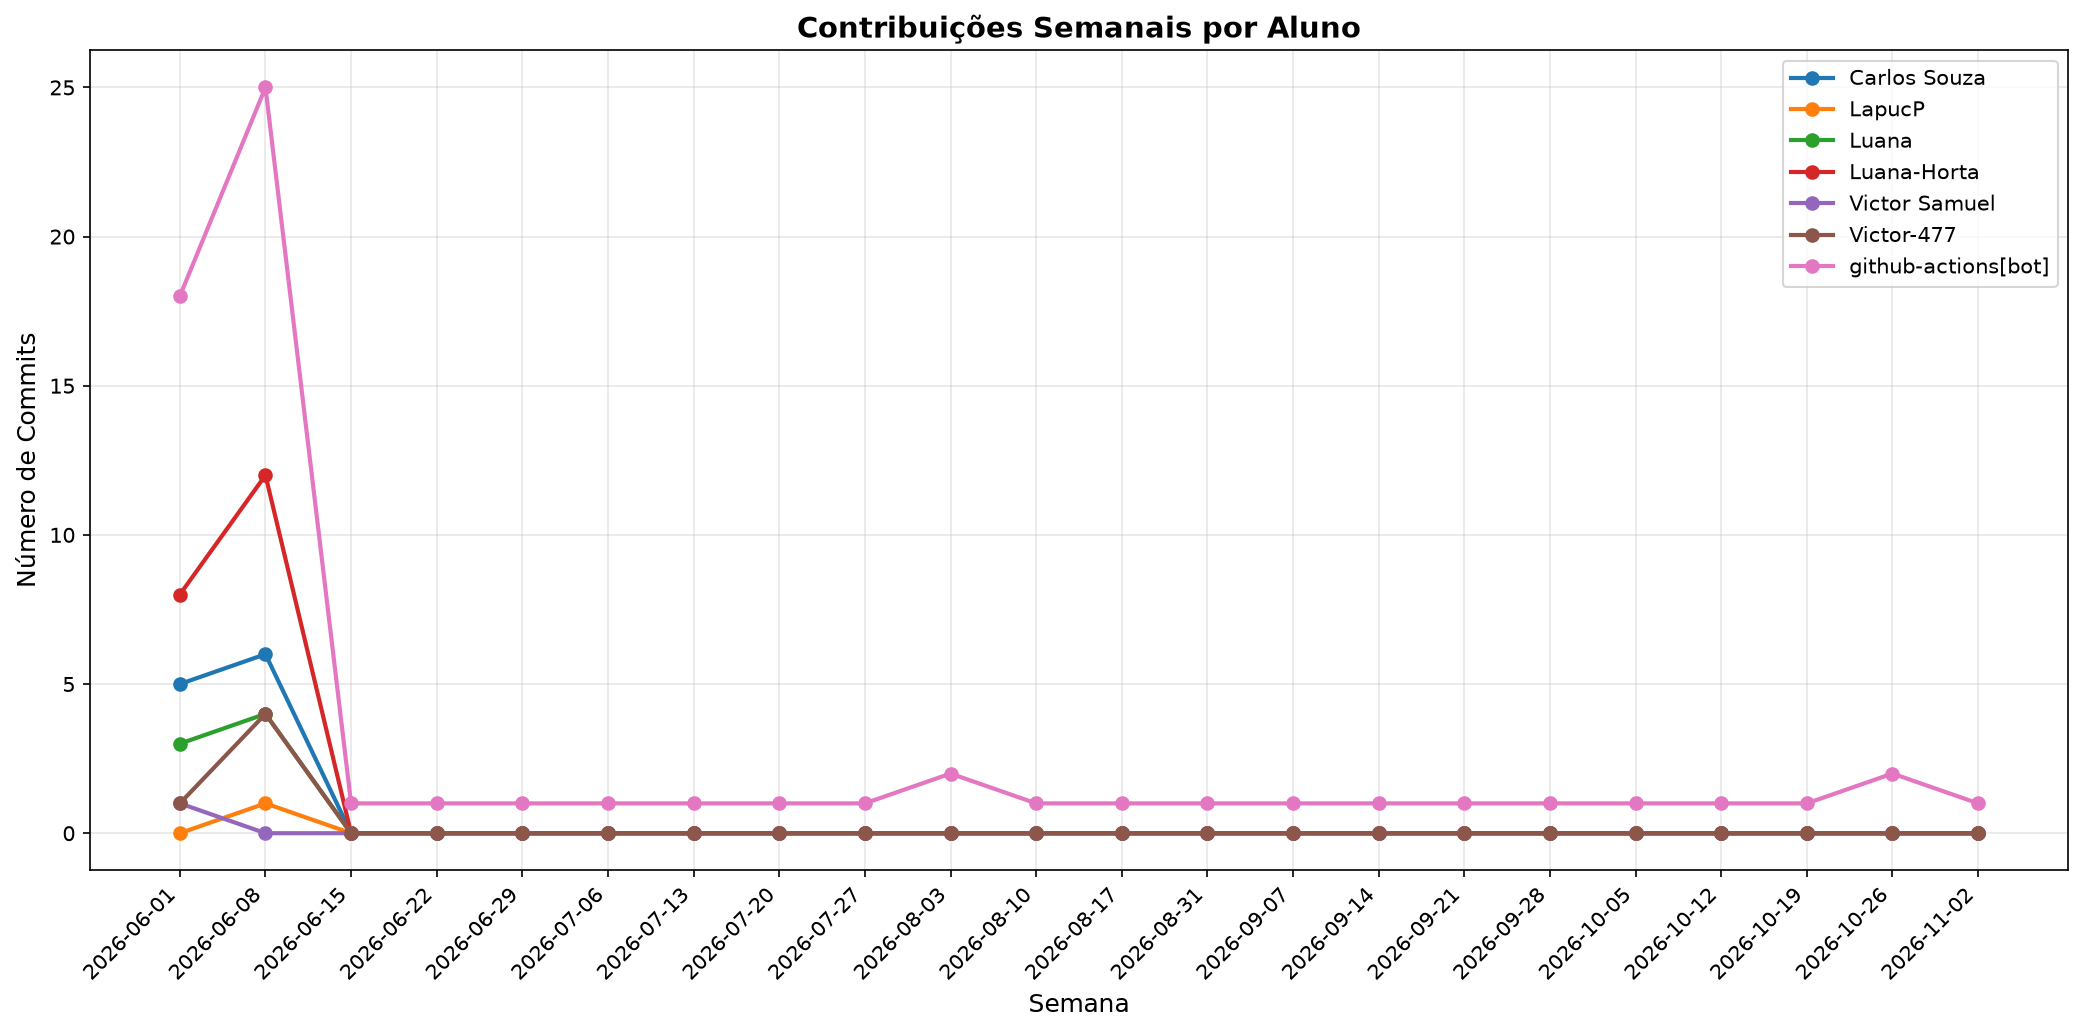 Contribuições Semanais por Aluno
Número de Commits
25
20
15
10
5
0
Carlos Souza
LapucP
Luana
Luana-Horta
Victor Samuel
Victor-477
github-actions[bot]
2026-06-01
2026-06-08
2026-06-15
2026-06-22
2026-06-29
2026-07-06
2026-07-13
2026-07-20
2026-07-27
2026-08-03
2026-08-10
2026-08-17
2026-08-31
2026-09-07
2026-09-14
2026-09-21
2026-09-28
2026-10-05
2026-10-12
2026-10-19
2026-10-26
2026-11-02
Semana